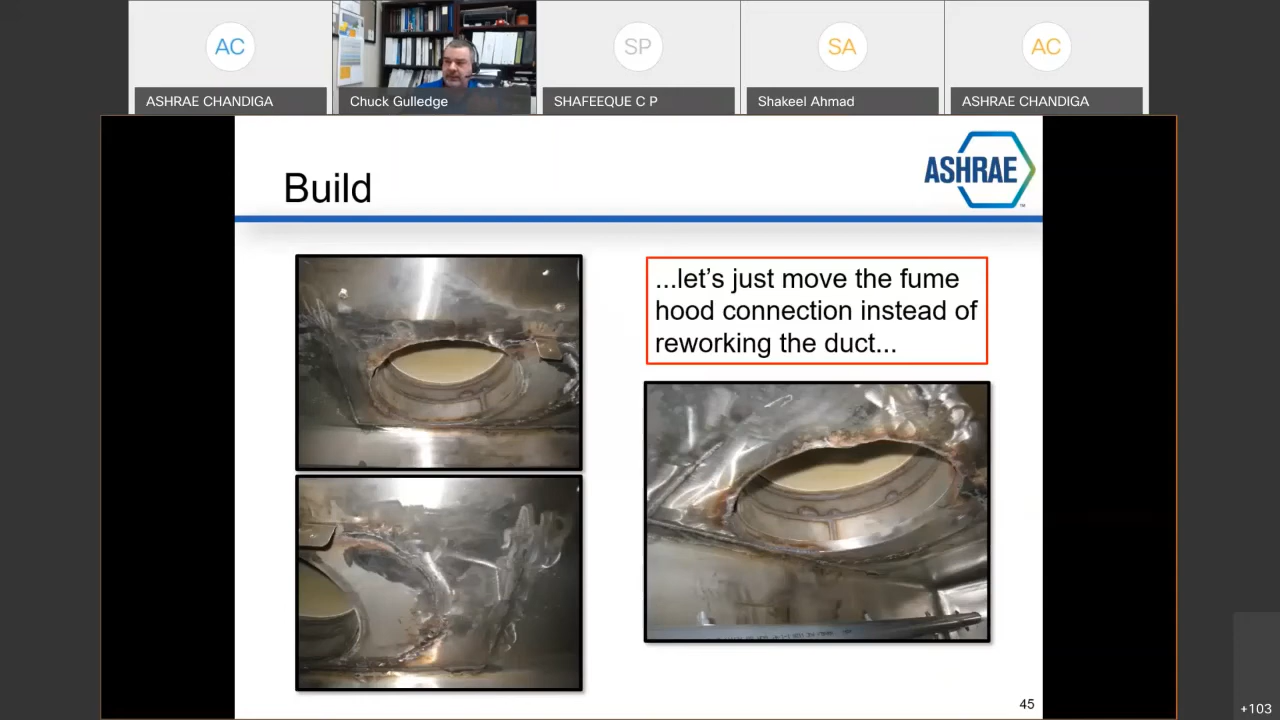 AC
SP
SA
AC
ASHRAE CHANDIGA
Chuck Gulledge
SHAFEEQUE C P
Shakeel Ahmad
ASHRAE CHANDIGA
ASHRAE
™
Build
...let's just move the fume
hood connection instead of
reworking the duct...
45
+103